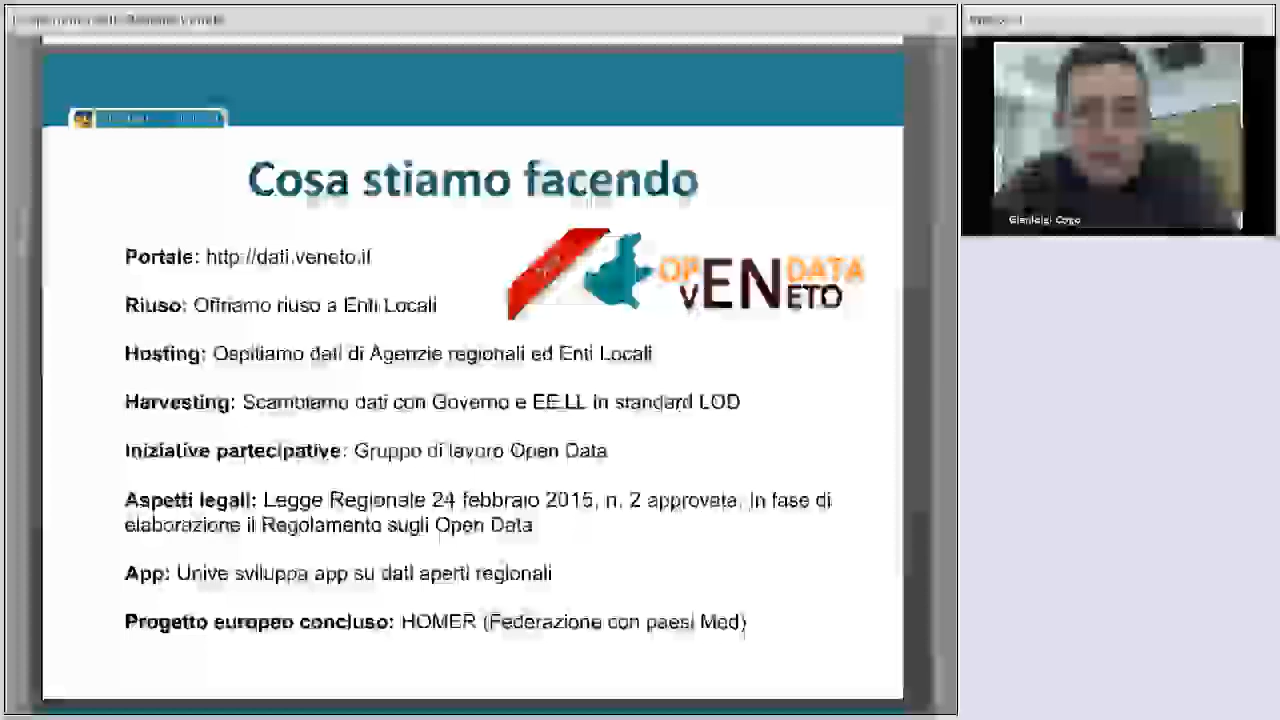 Cosa stiamo facendo
Portale: http://dati.veneto.it
OPEN DATA
VENETO
Riuso: Offriamo riuso a Enti Locali
Hosting: Ospitiamo dati di Agenzie regionali ed Enti Locali
Harvesting: Scambiamo dati con Governo e EE.LL in standard LOD
Iniziative partecipative: Gruppo di lavoro Open Data
Aspetti legali: Legge Regionale 24 febbraio 2015, n. 2 approvata. In fase di
elaborazione il Regolamento sugli Open Data
App: Unive sviluppa app su dati aperti regionali
Progetto europeo concluso: HOMER (Federazione con paesi Med)
Gianluigi Cogo